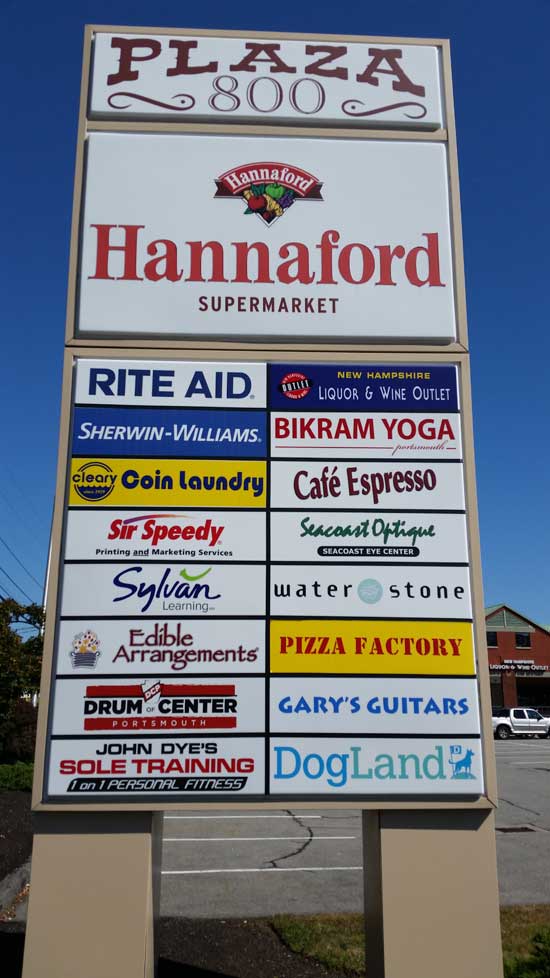 PLAZA
800
Hannaford
Hannaford
SUPERMARKET
RITE AID
NEW HAMPSHIRE
OUTLET
LIQUOR & WINE OUTLET
SHERWIN-WILLIAMS.
BIKRAM YOGA
portsmouth
cleary
Coin Laundry
Café Espresso
Sir Speedy
Printing and Marketing Services
Seacoast Optique
SEACOAST EYE CENTER
Sylvan
Learning
water stone
Edible
Arrangements
PIZZA FACTORY
DCP
DRUM OF CENTER
PORTSMOUTH
GARY'S GUITARS
JOHN DYE'S
SOLE TRAINING
1 on 1 PERSONAL FITNESS
DogLand
D
NEW HAMPSHIRE
LIQUOR & WINE OUTLET